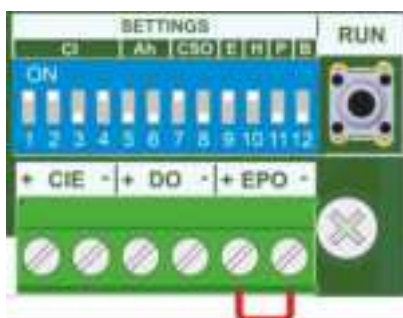 SETTINGS RUN
CI Ah CSO E H P B
ON
1 2 3 4 5 6 7 8 9 10 11 12
+ CIE - + DO - + EPO -